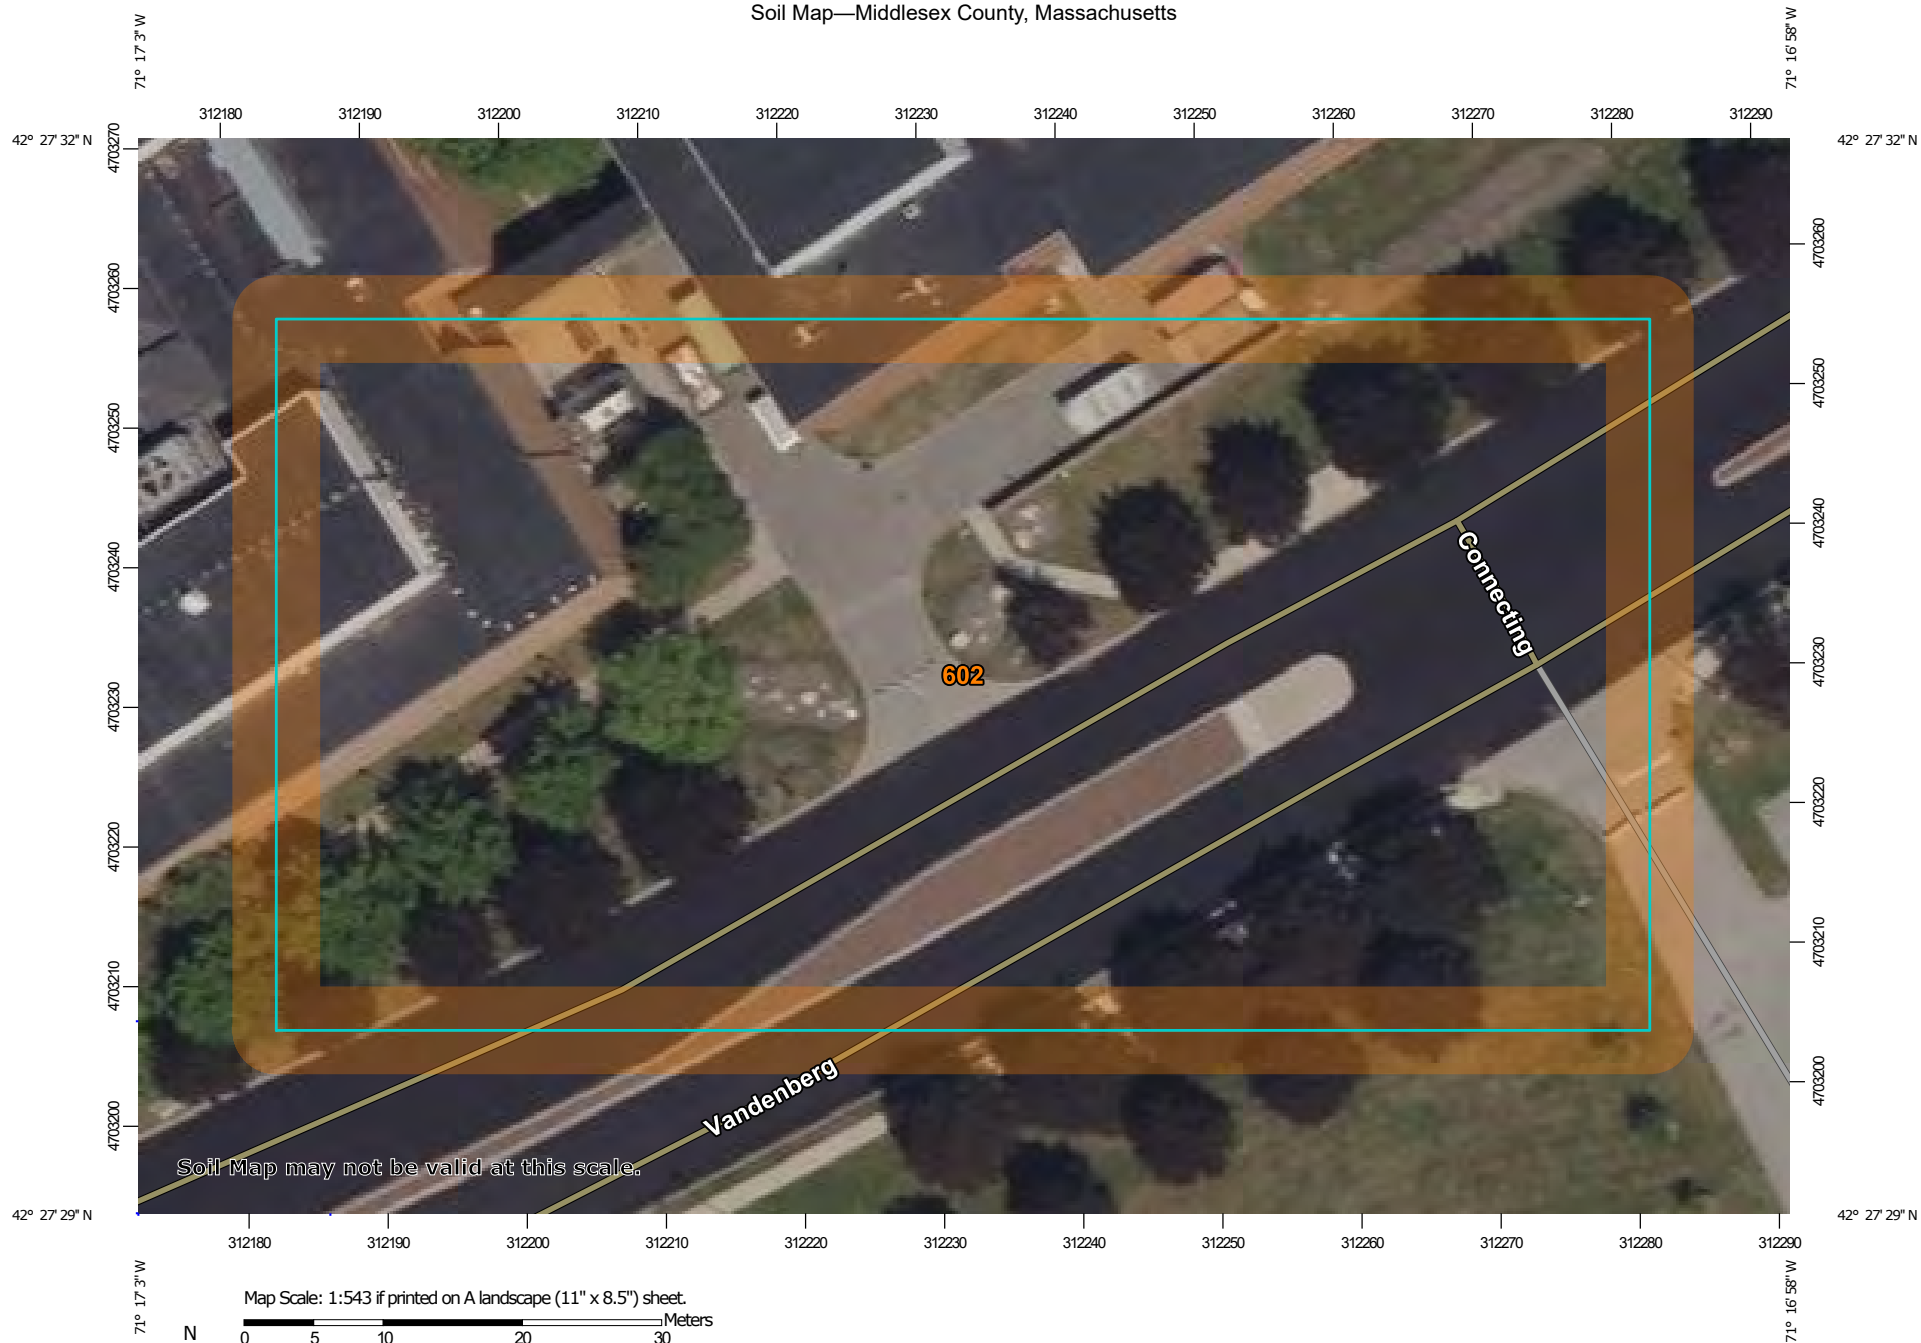 Soil Map—Middlesex County, Massachusetts
71° 17' 3" W
71° 16' 58" W
312180 312190 312200 312210 312220 312230 312240 312250 312260 312270 312280 312290
42° 27' 32" N
42° 27' 32" N
4703270
4703260
4703250
4703240
4703230
4703220
4703210
4703200
4703260
4703250
4703240
4703230
4703220
4703210
4703200
Connecting
602
Vandenberg
Soil Map may not be valid at this scale.
42° 27' 29" N
42° 27' 29" N
312180 312190 312200 312210 312220 312230 312240 312250 312260 312270 312280 312290
71° 17' 3" W
71° 16' 58" W
Map Scale: 1:543 if printed on A landscape (11" x 8.5") sheet.
Meters
N
0 5 10 20 30